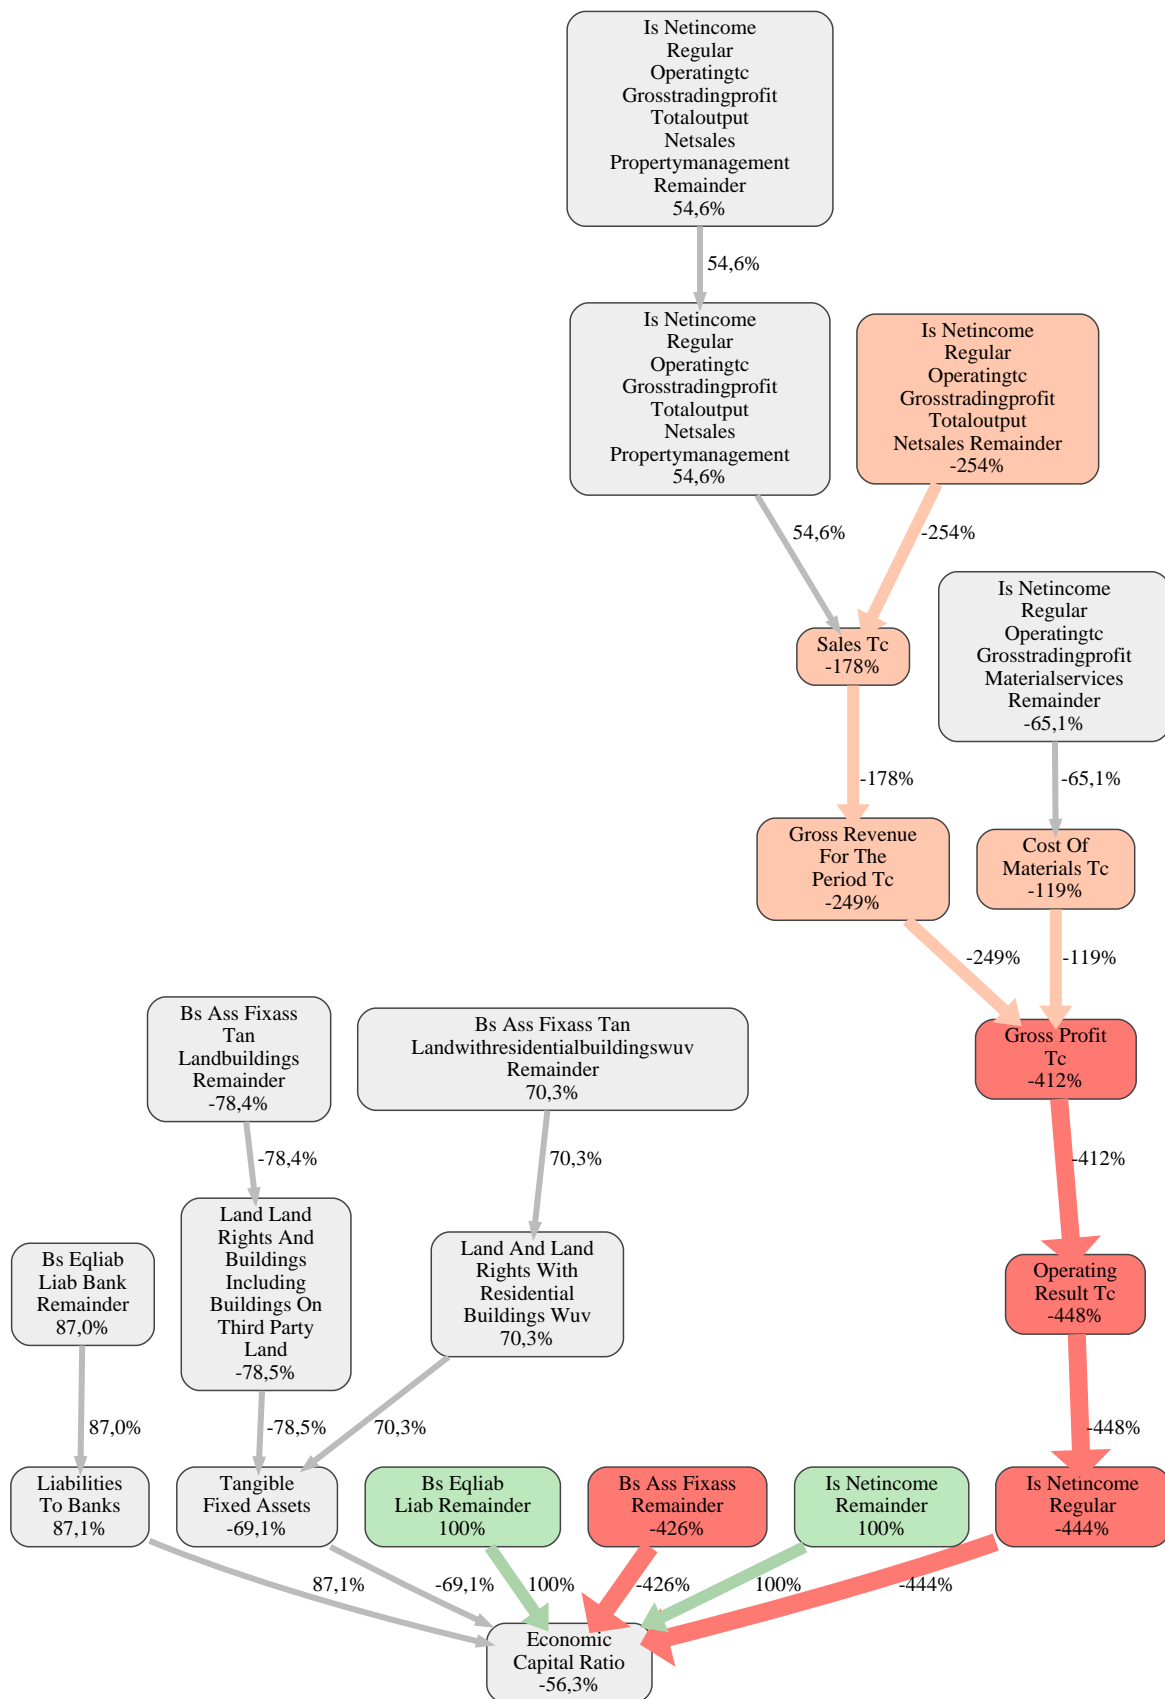 Is Netincome
Regular
Operatingtc
Grosstradingprofit
Totaloutput
Netsales
Propertymanagement
Remainder
54,6%
54,6%
Is Netincome
Regular
Operatingtc
Grosstradingprofit
Totaloutput
Netsales
Propertymanagement
54,6%
Is Netincome
Regular
Operatingtc
Grosstradingprofit
Totaloutput
Netsales Remainder
-254%
54,6%
-254%
Is Netincome
Regular
Operatingtc
Grosstradingprofit
Materialservices
Remainder
-65,1%
Sales Tc
-178%
-178%
-65,1%
Gross Revenue
For The
Period Tc
-249%
Cost Of
Materials Tc
-119%
-249%
-119%
Bs Ass Fixass
Tan
Landbuildings
Remainder
-78,4%
Bs Ass Fixass Tan
Landwithresidentialbuildingswuv
Remainder
70,3%
Gross Profit
Tc
-412%
-78,4%
70,3%
-412%
Bs Eqliab
Liab Bank
Remainder
87,0%
Land Land
Rights And
Buildings
Including
Buildings On
Third Party
Land
-78,5%
Land And Land
Rights With
Residential
Buildings Wuv
70,3%
Operating
Result Tc
-448%
87,0%
-78,5%
70,3%
-448%
Liabilities
To Banks
87,1%
Tangible
Fixed Assets
-69,1%
Bs Eqliab
Liab Remainder
100%
Bs Ass Fixass
Remainder
-426%
Is Netincome
Remainder
100%
Is Netincome
Regular
-444%
87,1%
-69,1%
100%
-426%
100%
-444%
Economic
Capital Ratio
-56,3%